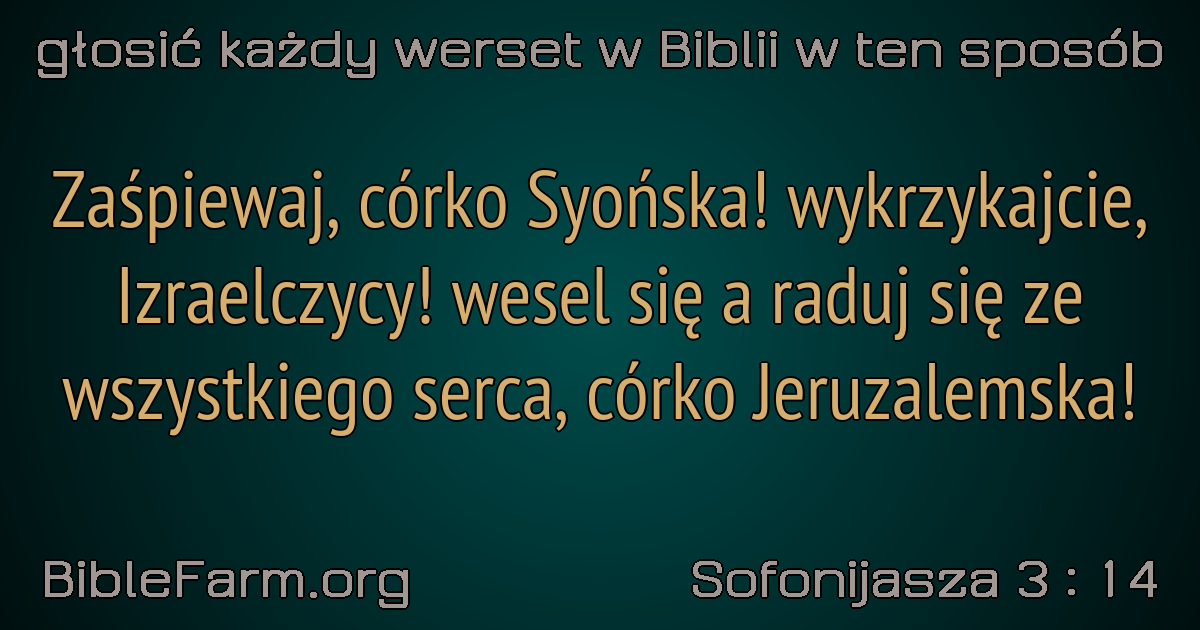 głosić każdy werset w Biblii w ten sposób
Zaśpiewaj, córko Syońska! wykrzykajcie,
Izraelczycy! wesel się a raduj się ze
wszystkiego serca, córko Jeruzalemska!
BibleFarm.org
Sofonijasza 3 : 14